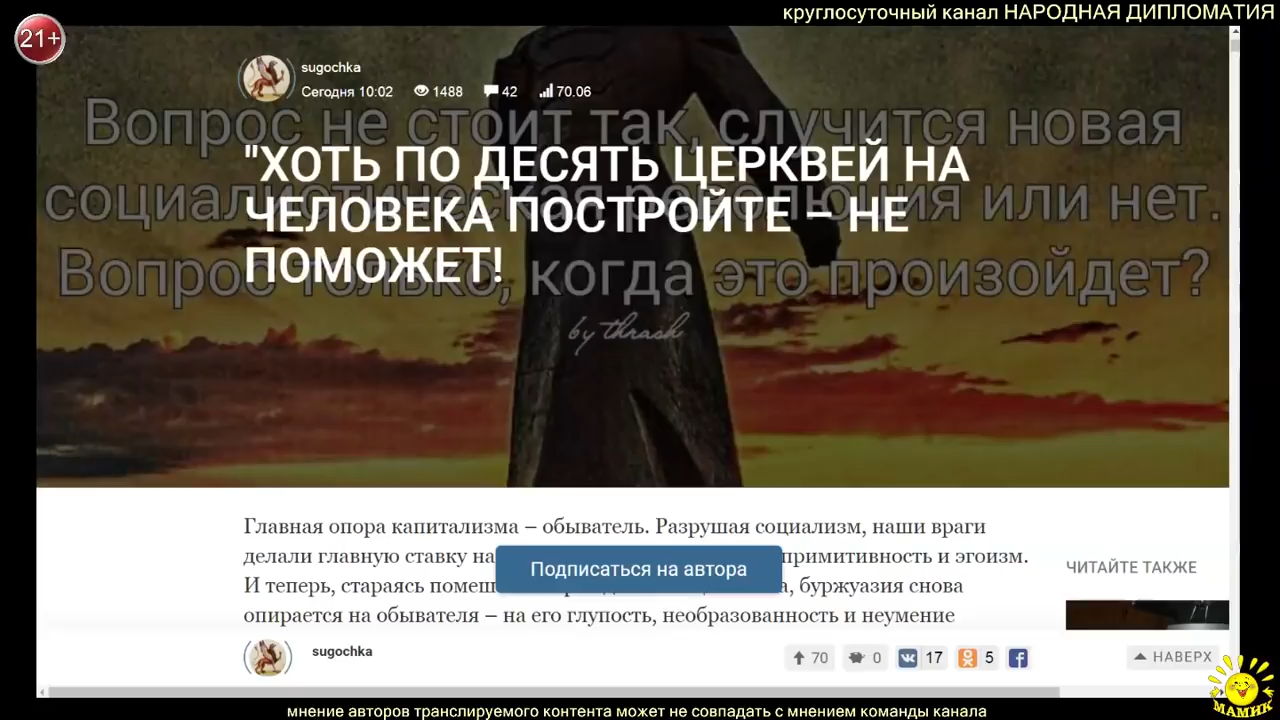 круглосуточный канал НАРОДНАЯ ДИПЛОМАТИЯ
21+
sugochka
Сегодня 10:02 1488 42 70.06
Вопрос не стоит так, случится новая
социалистическая революция или нет.
Вопрос только, когда это произойдет?
"ХОТЬ ПО ДЕСЯТЬ ЦЕРКВЕЙ НА
ЧЕЛОВЕКА ПОСТРОЙТЕ – НЕ
ПОМОЖЕТ!
by thrash
Главная опора капитализма – обыватель. Разрушая социализм, наши враги
делали главную ставку на примитивность и эгоизм.
И теперь, стараясь помеш , буржуазия снова
опирается на обывателя – на его глупость, необразованность и неумение
Подписаться на автора
ЧИТАЙТЕ ТАКЖЕ
sugochka
70 0 17 5
НАВЕРХ
МАМИК
мнение авторов транслируемого контента может не совпадать с мнением команды канала